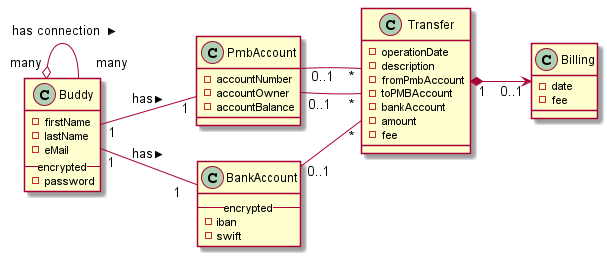 has connection ►
many
many
C Buddy
firstName
lastName
eMail
encrypted
password
1
has►
1
1
has►
1
C PmbAccount
accountNumber
accountOwner
accountBalance
0..1
*
0..1
*
C BankAccount
encrypted
iban
swift
0..1
*
C Transfer
operationDate
description
fromPmbAccount
toPMBAccount
bankAccount
amount
fee
1
0..1
C Billing
date
fee